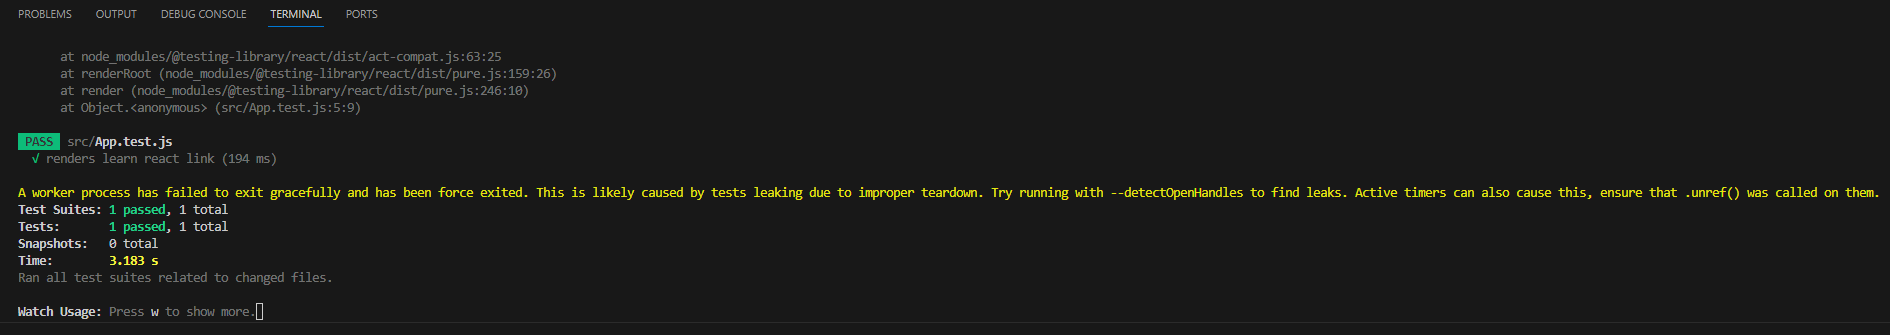 PROBLEMS OUTPUT DEBUG CONSOLE TERMINAL PORTS
at node_modules/@testing-library/react/dist/act-compat.js:63:25
at renderRoot (node_modules/@testing-library/react/dist/pure.js:159:26)
at render (node_modules/@testing-library/react/dist/pure.js:246:10)
at Object.<anonymous> (src/App.test.js:5:9)
PASS src/App.test.js
√ renders learn react link (194 ms)
A worker process has failed to exit gracefully and has been force exited. This is likely caused by tests leaking due to improper teardown. Try running with --detectOpenHandles to find leaks. Active timers can also cause this, ensure that .unref() was called on them.
Test Suites: 1 passed, 1 total
Tests: 1 passed, 1 total
Snapshots: 0 total
Time: 3.183 s
Ran all test suites related to changed files.
Watch Usage: Press w to show more.